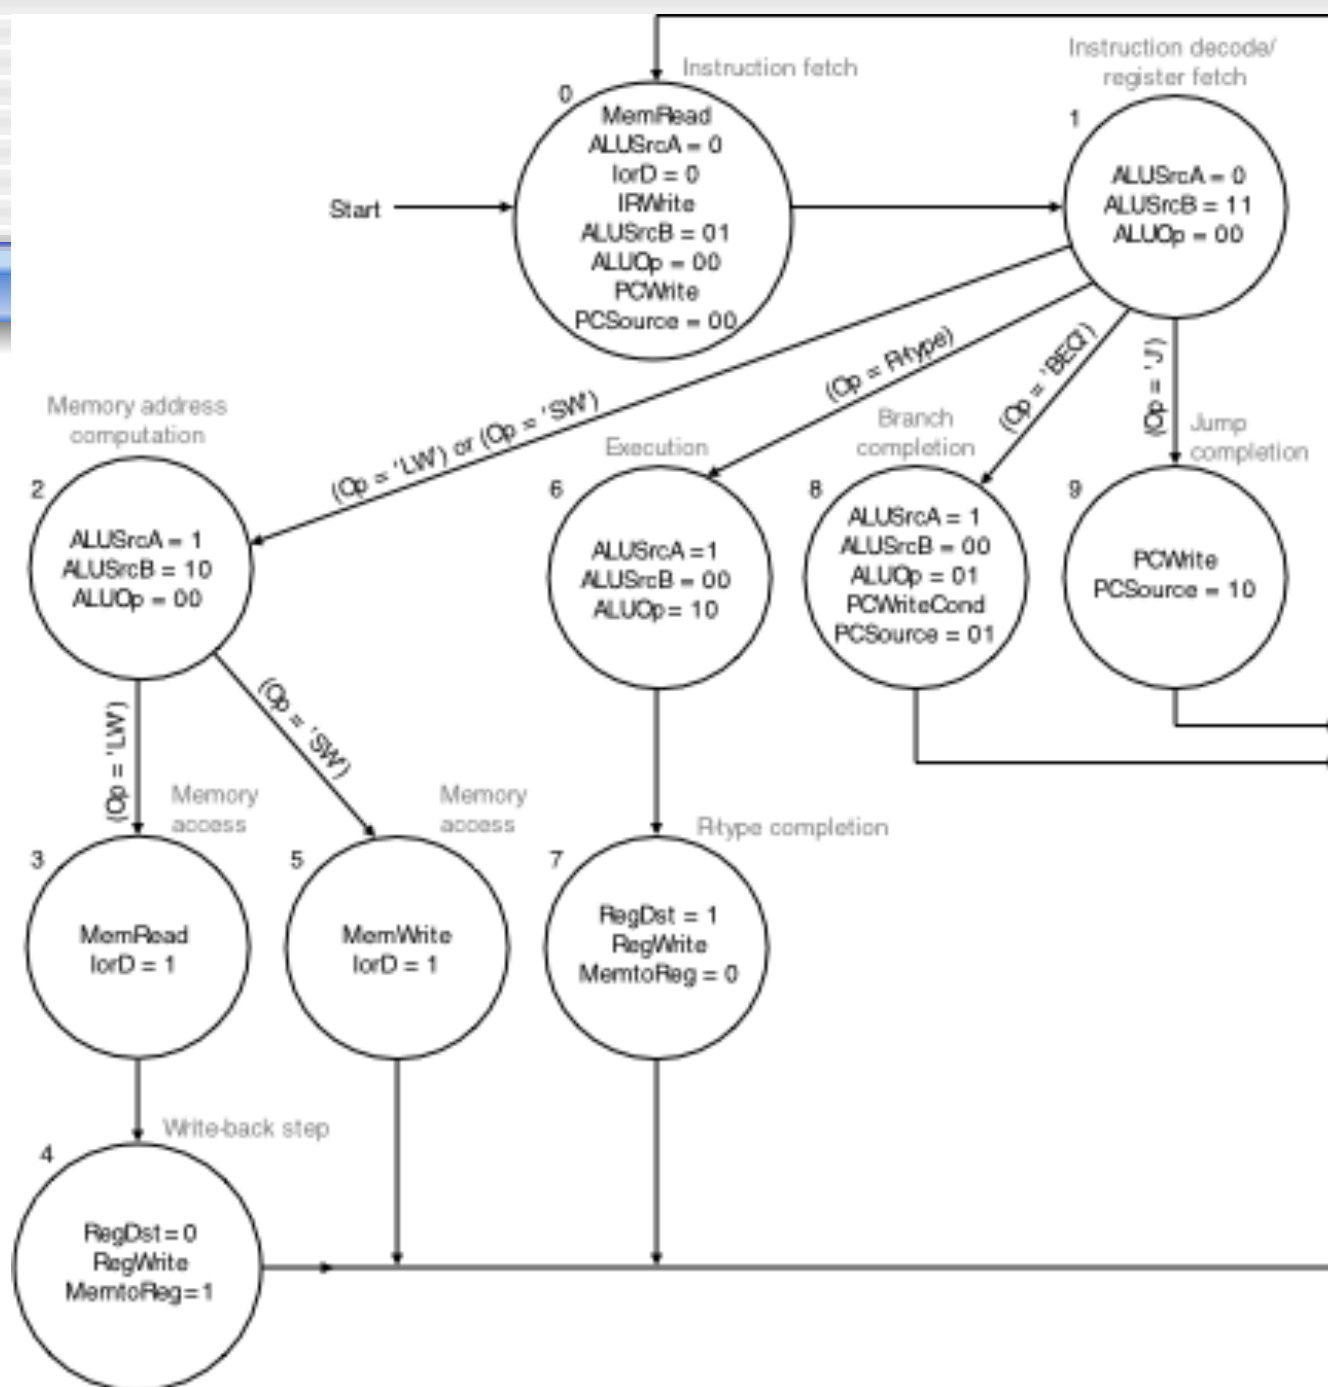 Instruction fetch
0
MemRead
ALUSrcA = 0
IorD = 0
IRWrite
ALUSrcB = 01
ALUOp = 00
PCWrite
PCSource = 00
Start
Instruction decode/
register fetch
1
ALUSrcA = 0
ALUSrcB = 11
ALUOp = 00
(Op = 'LW') or (Op = 'SW')
(Op = R-type)
(Op = 'BEQ')
(Op = 'J')
Memory address
computation
2
ALUSrcA = 1
ALUSrcB = 10
ALUOp = 00
Execution
6
ALUSrcA =1
ALUSrcB = 00
ALUOp= 10
Branch
completion
8
ALUSrcA = 1
ALUSrcB = 00
ALUOp = 01
PCWriteCond
PCSource = 01
Jump
completion
9
PCWrite
PCSource = 10
(Op = 'LW')
(Op = 'SW')
Memory
access
3
MemRead
IorD = 1
Memory
access
5
MemWrite
IorD = 1
R-type completion
7
RegDst = 1
RegWrite
MemtoReg = 0
Write-back step
4
RegDst=0
RegWrite
MemtoReg=1